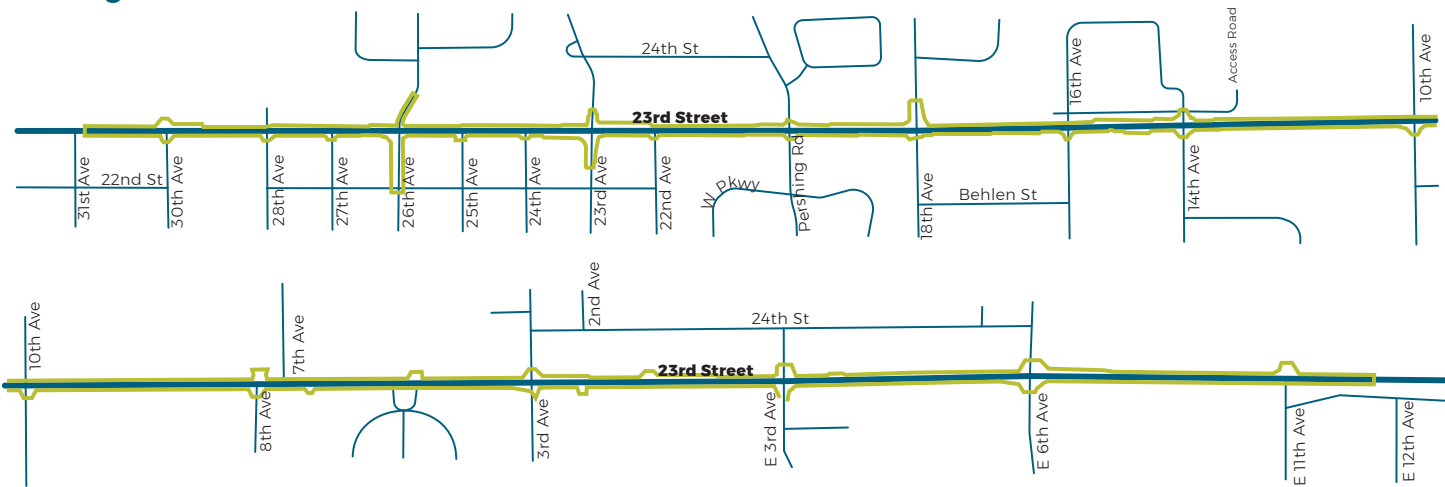 24th St
Access Road
16th Ave
10th Ave
23rd Street
31st Ave
22nd St
30th Ave
28th Ave
27th Ave
26th Ave
25th Ave
24th Ave
23rd Ave
22nd Ave
W Pkwy
Pershing Rd
18th Ave
Behlen St
14th Ave
10th Ave
7th Ave
2nd Ave
24th St
23rd Street
8th Ave
3rd Ave
E 3rd Ave
E 6th Ave
E 11th Ave
E 12th Ave